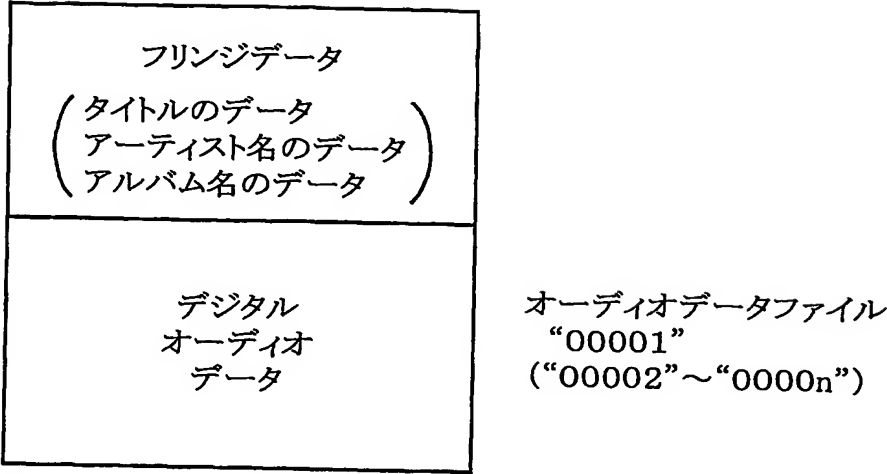 フリンジデータ
タイトルのデータ
アーティスト名のデータ
アルバム名のデータ
デジタル
オーディオ
データ
オーディオデータファイル
“00001”
(“00002”～“0000n”)